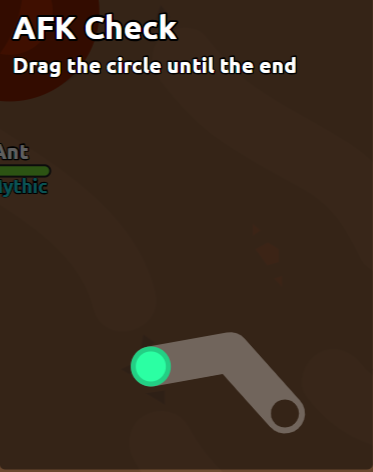 AFK Check
Drag the circle until the end
Ant